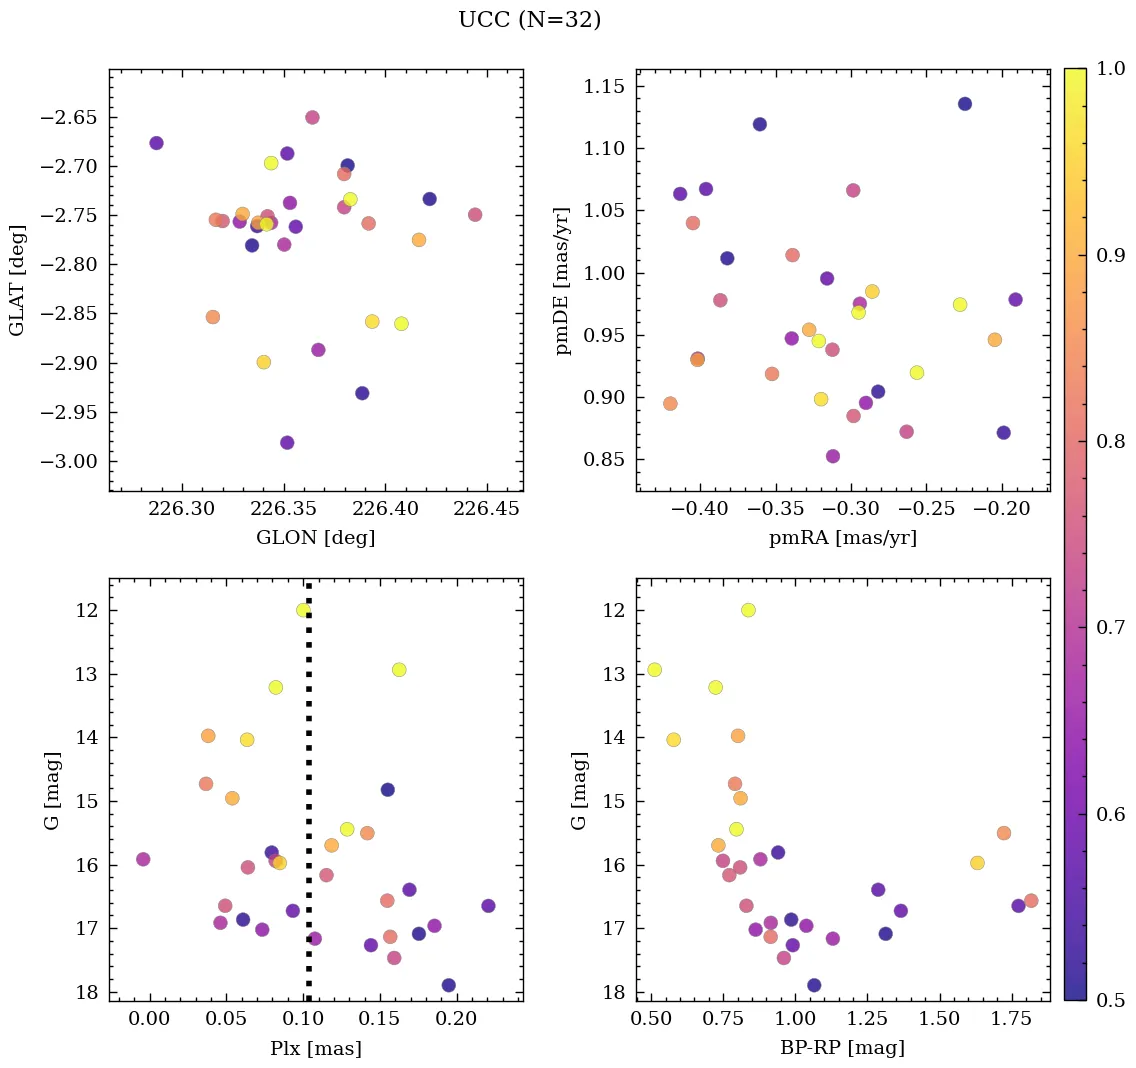 UCC (N=32)
−2.65
−2.70
−2.75
−2.80
−2.85
−2.90
−2.95
−3.00
GLAT [deg]
226.30 226.35 226.40 226.45
GLON [deg]
1.15
1.10
1.05
1.00
0.95
0.90
0.85
pmDE [mas/yr]
−0.40 −0.35 −0.30 −0.25 −0.20
pmRA [mas/yr]
12
13
14
15
16
17
18
G [mag]
0.00 0.05 0.10 0.15 0.20
Plx [mas]
12
13
14
15
16
17
18
G [mag]
0.50 0.75 1.00 1.25 1.50 1.75
BP-RP [mag]
1.0
0.9
0.8
0.7
0.6
0.5